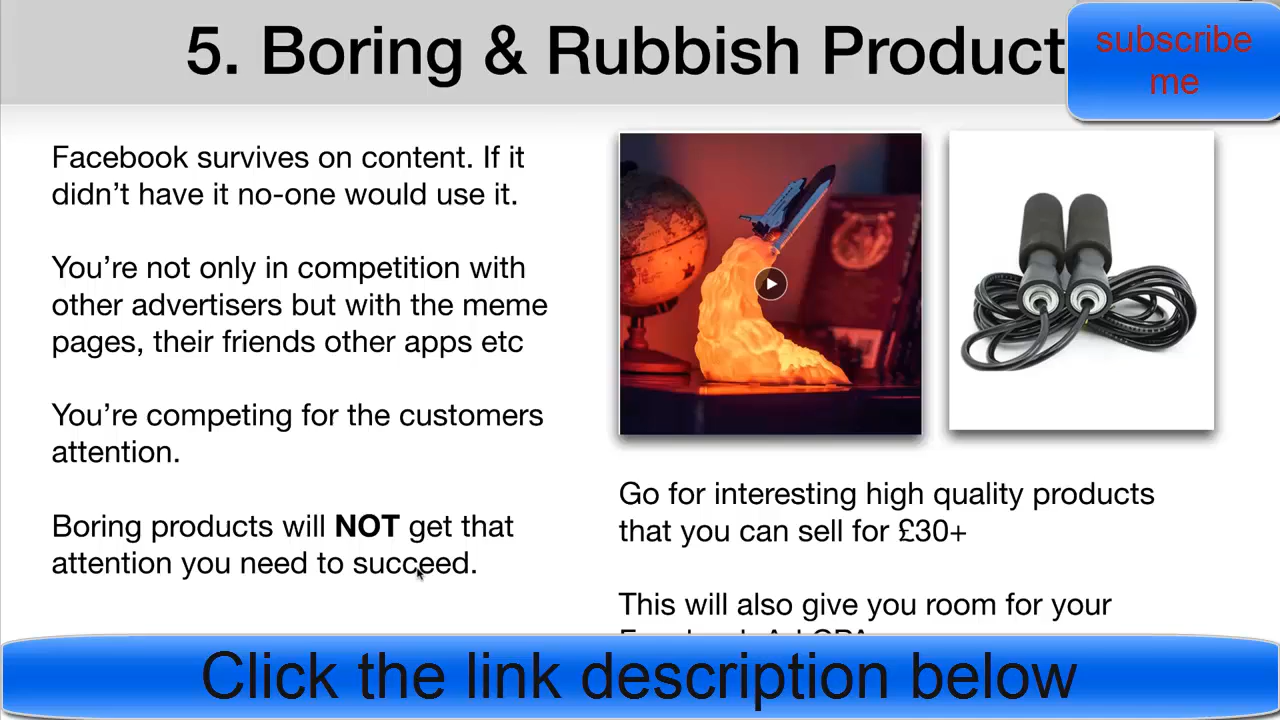 5. Boring & Rubbish Product
subscribe
me
Facebook survives on content. If it
didn’t have it no-one would use it.
You’re not only in competition with
other advertisers but with the meme
pages, their friends other apps etc
You’re competing for the customers
attention.
Boring products will NOT get that
attention you need to succeed.
Go for interesting high quality products
that you can sell for £30+
This will also give you room for your
Click the link description below